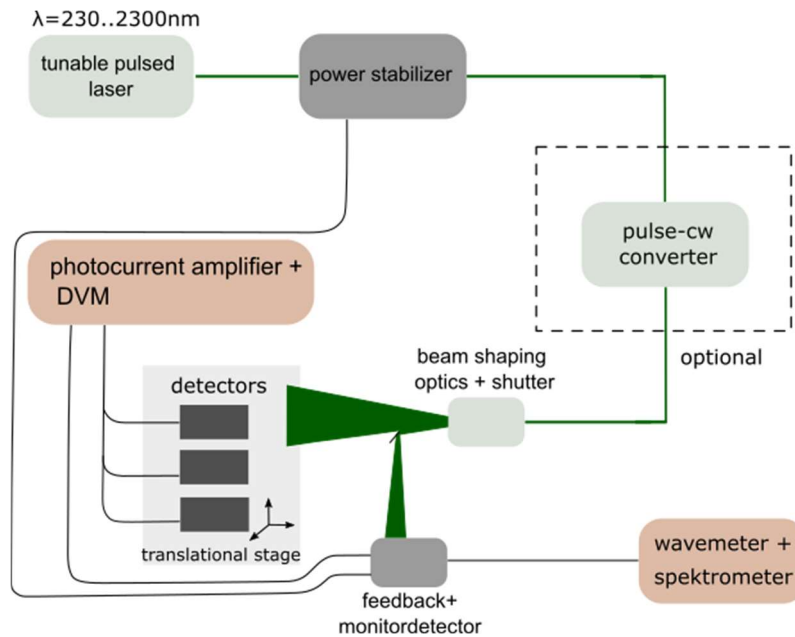 λ=230..2300nm
tunable pulsed
laser
power stabilizer
pulse-cw
converter
optional
photocurrent amplifier +
DVM
beam shaping
optics + shutter
detectors
translational stage
feedback+
monitordetector
wavemeter +
spektrometer